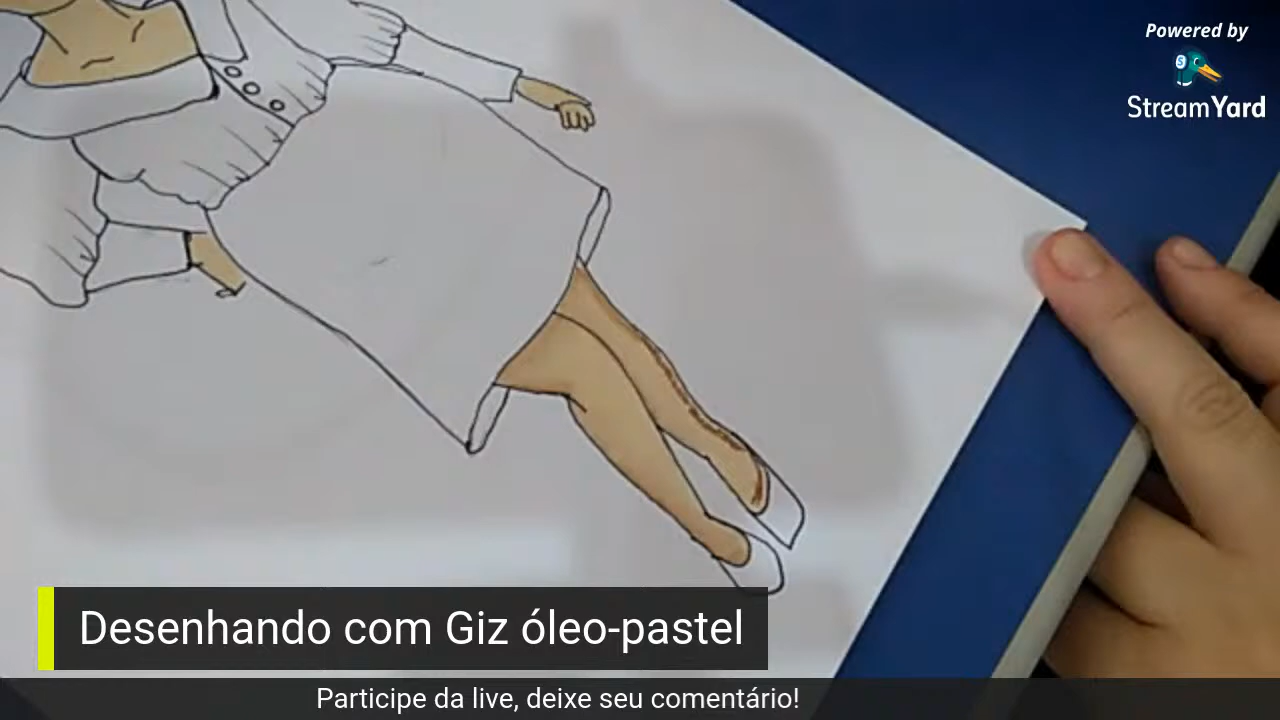 Powered by
StreamYard
Desenhando com Giz óleo-pastel
Participe da live, deixe seu comentário!